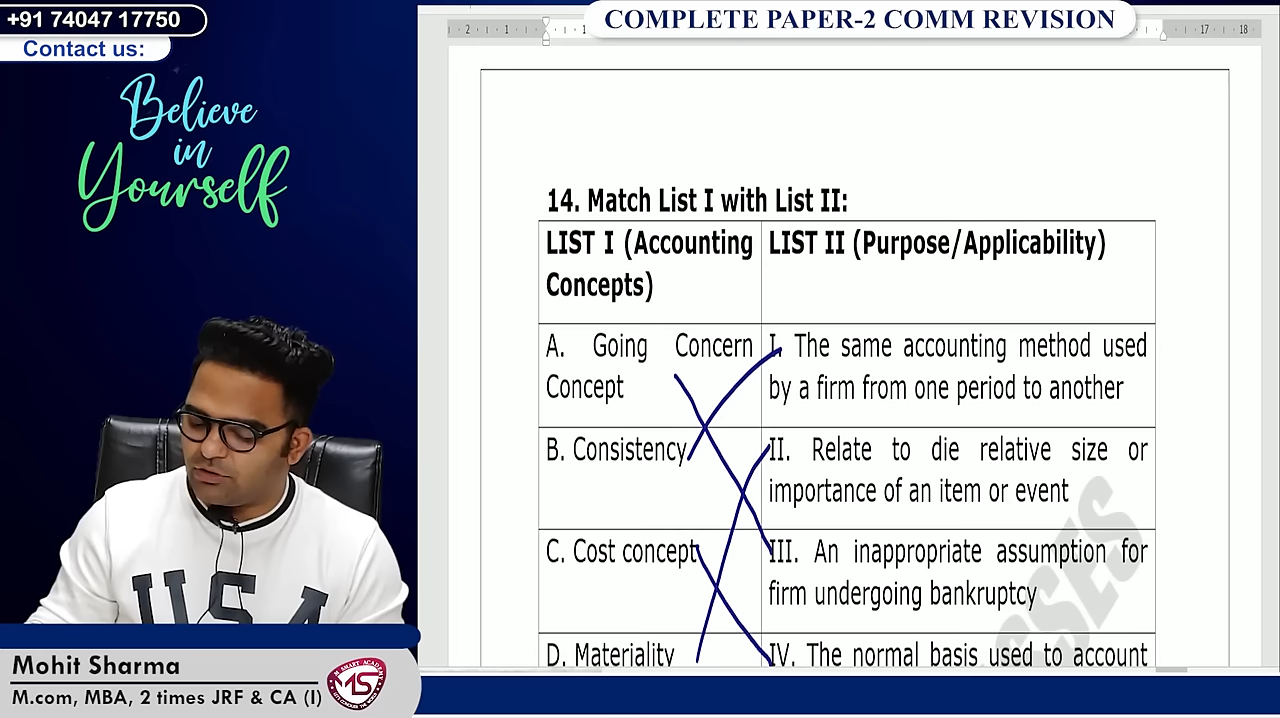 +91 74047 17750
Contact us:
COMPLETE PAPER-2 COMM REVISION
Believe
in
Yourself
14. Match List I with List II:
LIST I (Accounting Concepts)
LIST II (Purpose/Applicability)
A. Going Concern Concept
I. The same accounting method used
by a firm from one period to another
B. Consistency
II. Relate to die relative size or
importance of an item or event
C. Cost concept
III. An inappropriate assumption for
firm undergoing bankruptcy
D. Materiality
IV. The normal basis used to account
USA
Mohit Sharma
M.com, MBA, 2 times JRF & CA (I)
MS